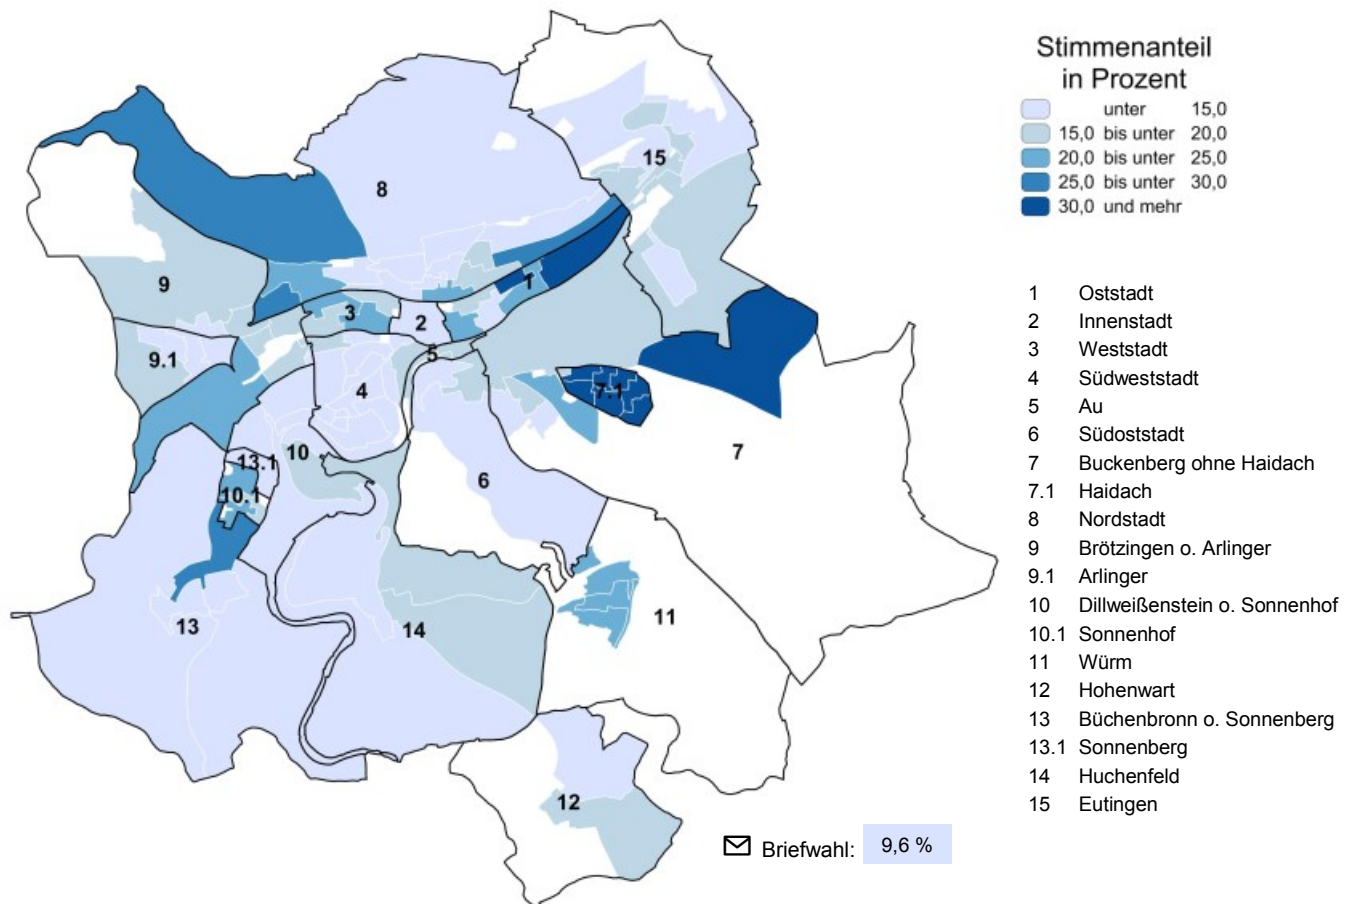 Stimmenanteil
in Prozent
unter 15,0
15,0 bis unter 20,0
20,0 bis unter 25,0
25,0 bis unter 30,0
30,0 und mehr
15
8
9
1
3
2
5
9.1
4
7.1
7
10
13.1
6
10.1
11
13
14
12
1 Oststadt
2 Innenstadt
3 Weststadt
4 Südweststadt
5 Au
6 Südoststadt
7 Buckenberg ohne Haidach
7.1 Haidach
8 Nordstadt
9 Brötzingen o. Arlinger
9.1 Arlinger
10 Dillweißenstein o. Sonnenhof
10.1 Sonnenhof
11 Würm
12 Hohenwart
13 Büchenbronn o. Sonnenberg
13.1 Sonnenberg
14 Huchenfeld
15 Eutingen
Briefwahl: 9,6 %